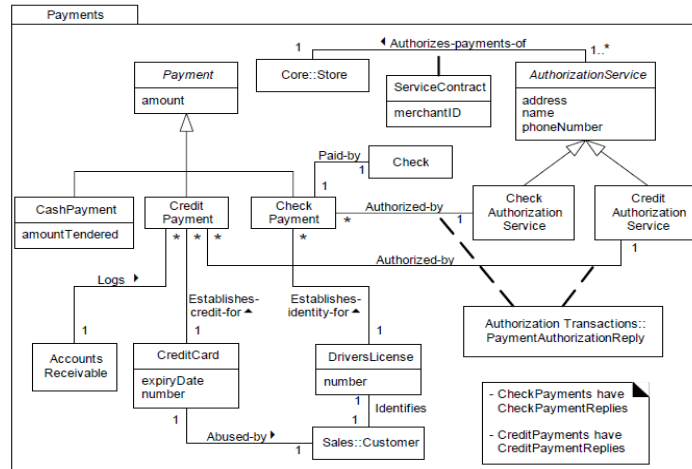 Payments
◄ Authorizes-payments-of
1
1..*
Payment
amount
Core::Store
ServiceContract
merchantID
AuthorizationService
address
name
phoneNumber
Paid-by
1
1
Check
CashPayment
amountTendered
Credit
Payment
Check
Payment
*
Authorized-by
1
Check
Authorization
Service
Credit
Authorization
Service
* * *
*
Authorized-by
1
Logs ►
Establishes-
credit-for ▲
Establishes-
identity-for ▲
1
1
1
Accounts
Receivable
CreditCard
expiryDate
number
DriversLicense
number
Authorization Transactions::
PaymentAuthorizationReply
1
1
Identifies
1
Abused-by ►
1
Sales::Customer
- CheckPayments have
CheckPaymentReplies
- CreditPayments have
CreditPaymentReplies